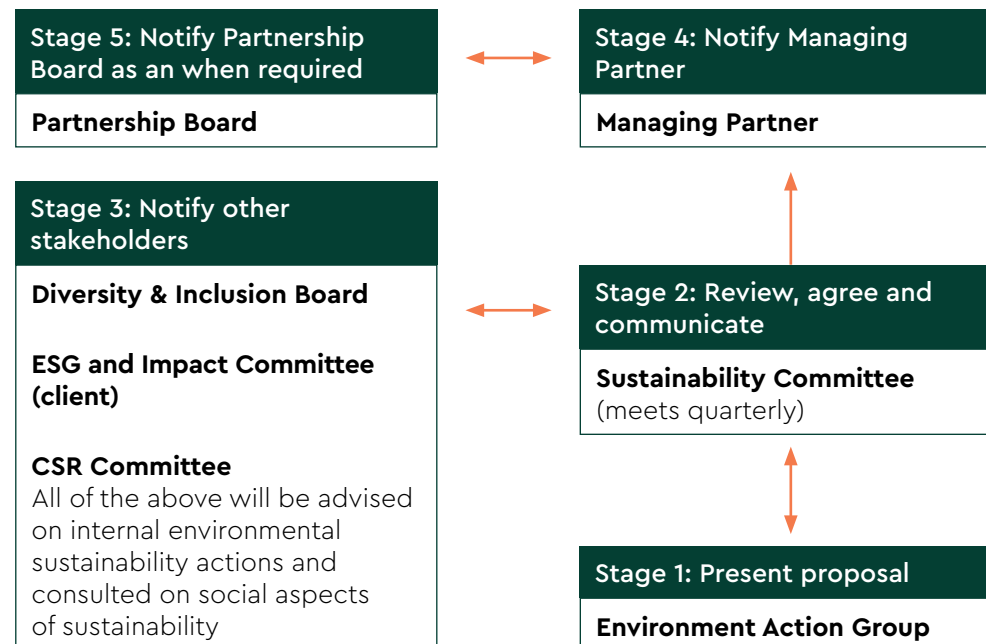 Stage 5: Notify Partnership
Board as an when required
Partnership Board
Stage 4: Notify Managing
Partner
Managing Partner
Stage 3: Notify other
stakeholders
Diversity & Inclusion Board
ESG and Impact Committee
(client)
CSR Committee
All of the above will be advised
on internal environmental
sustainability actions and
consulted on social aspects
of sustainability
Stage 2: Review, agree and
communicate
Sustainability Committee
(meets quarterly)
Stage 1: Present proposal
Environment Action Group